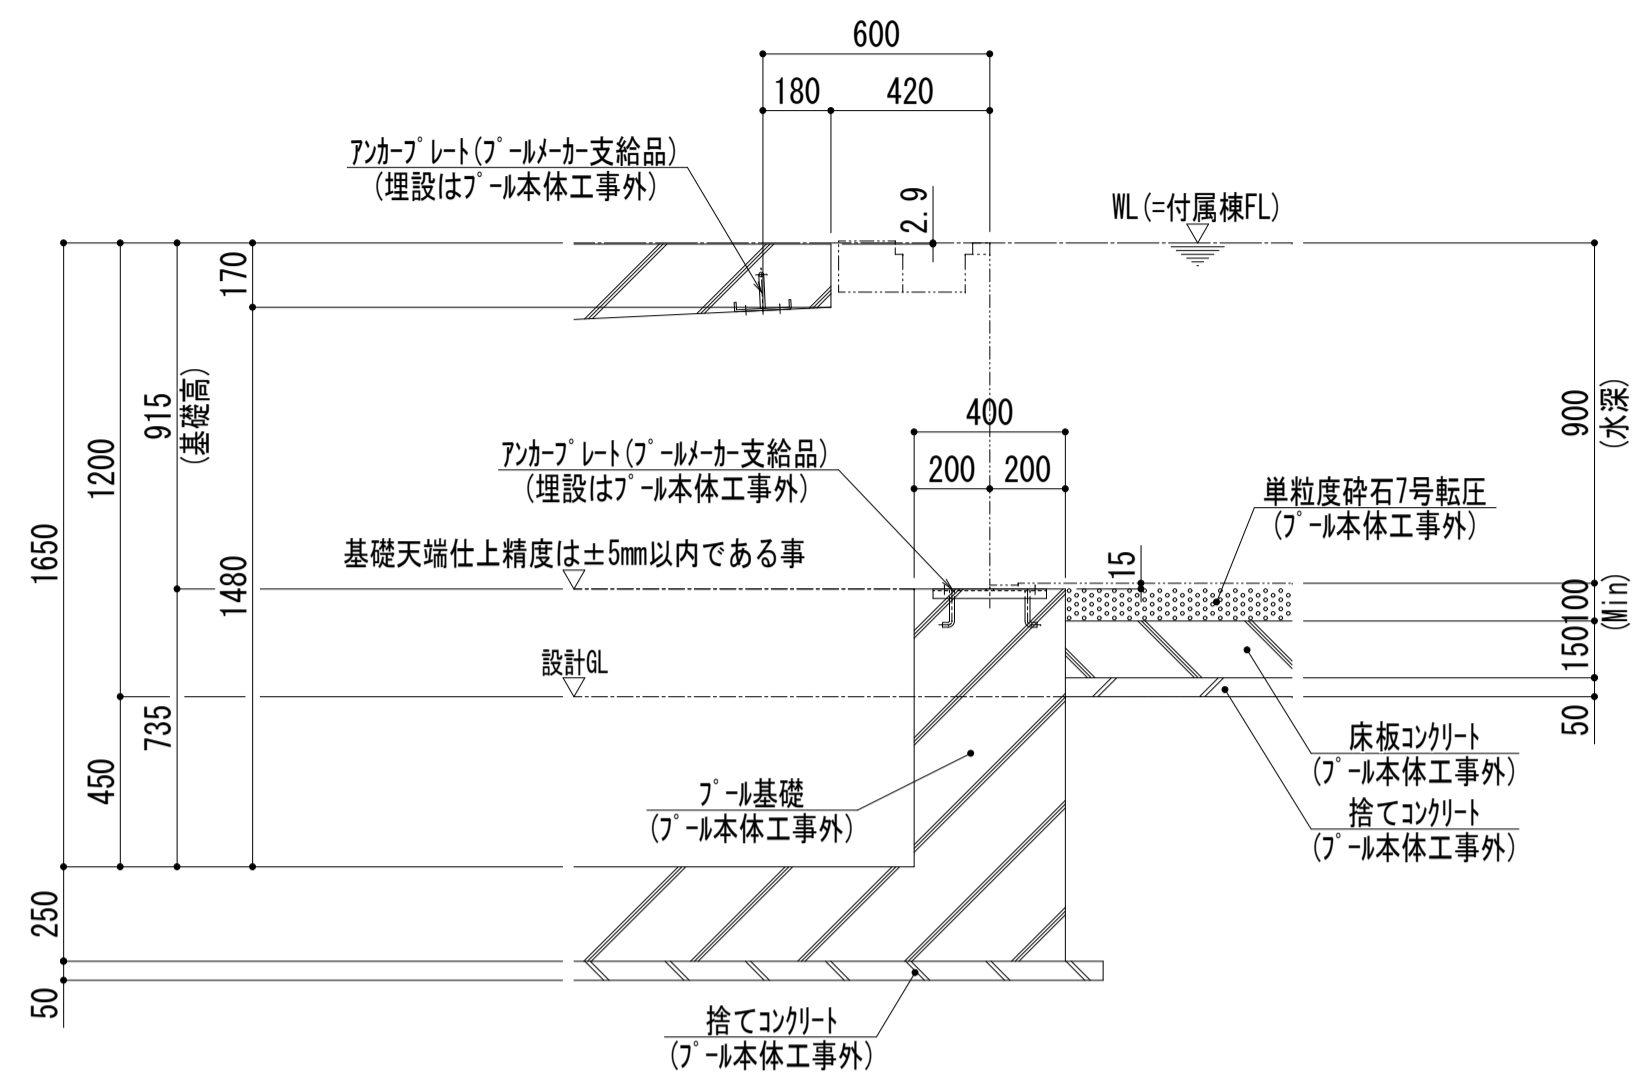 600
180
420
ｱﾝｶｰﾌﾟﾚｰﾄ(ﾌﾟｰﾙﾒｰｶｰ支給品)
(埋設はﾌﾟｰﾙ本体工事外)
2.9
WL(=付属棟FL)
170
915
(基礎高)
1200
1650
1480
900
(水深)
400
200
200
ｱﾝｶｰﾌﾟﾚｰﾄ(ﾌﾟｰﾙﾒｰｶｰ支給品)
(埋設はﾌﾟｰﾙ本体工事外)
単粒度砕石7号転圧
(ﾌﾟｰﾙ本体工事外)
基礎天端仕上精度は±5mm以内である事
15
100
(Min)
150
50
設計GL
735
450
床板ｺﾝｸﾘｰﾄ
(ﾌﾟｰﾙ本体工事外)
捨てｺﾝｸﾘｰﾄ
(ﾌﾟｰﾙ本体工事外)
ﾌﾟｰﾙ基礎
(ﾌﾟｰﾙ本体工事外)
250
50
捨てｺﾝｸﾘｰﾄ
(ﾌﾟｰﾙ本体工事外)